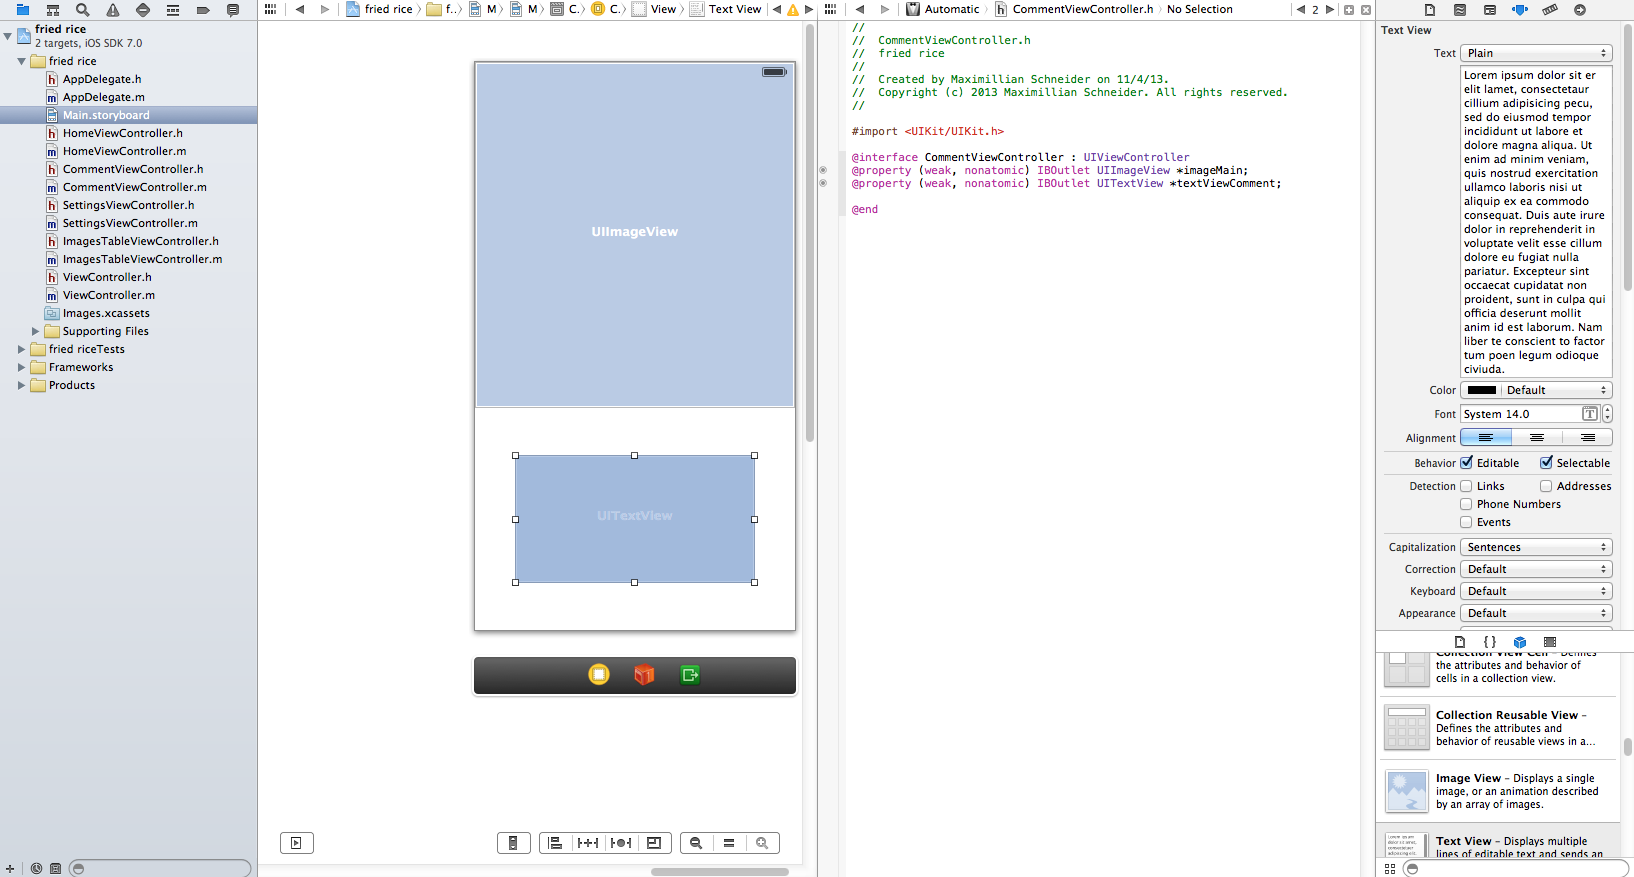 fried rice
2 targets, iOS SDK 7.0
fried rice
AppDelegate.h
AppDelegate.m
Main.storyboard
HomeViewController.h
HomeViewController.m
CommentViewController.h
CommentViewController.m
SettingsViewController.h
SettingsViewController.m
ImagesTableViewController.h
ImagesTableViewController.m
ViewController.h
ViewController.m
Images.xcassets
Supporting Files
fried riceTests
Frameworks
Products
fried rice f... M M C. C. View Text View
UIImageView
UITextView
Automatic CommentViewController.h No Selection 2
//
// CommentViewController.h
// fried rice
//
// Created by Maximillian Schneider on 11/4/13.
// Copyright (c) 2013 Maximillian Schneider. All rights reserved.
//
#import <UIKit/UIKit.h>
@interface CommentViewController : UIViewController
@property (weak, nonatomic) IBOutlet UIImageView *imageMain;
@property (weak, nonatomic) IBOutlet UITextView *textViewComment;
@end
Text View
Text Plain
Lorem ipsum dolor sit er
elit lamet, consectetaur
cillium adipisicing pecu,
sed do eiusmod tempor
incididunt ut labore et
dolore magna aliqua. Ut
enim ad minim veniam,
quis nostrud exercitation
ullamco laboris nisi ut
aliquip ex ea commodo
consequat. Duis aute irure
dolor in reprehenderit in
voluptate velit esse cillum
dolore eu fugiat nulla
pariatur. Excepteur sint
occaecat cupidatat non
proident, sunt in culpa qui
officia deserunt mollit
anim id est laborum. Nam
liber te conscient to factor
tum poen legum odioque
civiuda.
Color Default
Font System 14.0 T
Alignment
Behavior Editable Selectable
Detection Links Addresses
Phone Numbers
Events
Capitalization Sentences
Correction Default
Keyboard Default
Appearance Default
{ }
Collection View Cell – Defines
the attributes and behavior of
cells in a collection view.
Collection Reusable View –
Defines the attributes and
behavior of reusable views in a...
Image View – Displays a single
image, or an animation described
by an array of images.
Text View – Displays multiple
lines of editable text and sends an